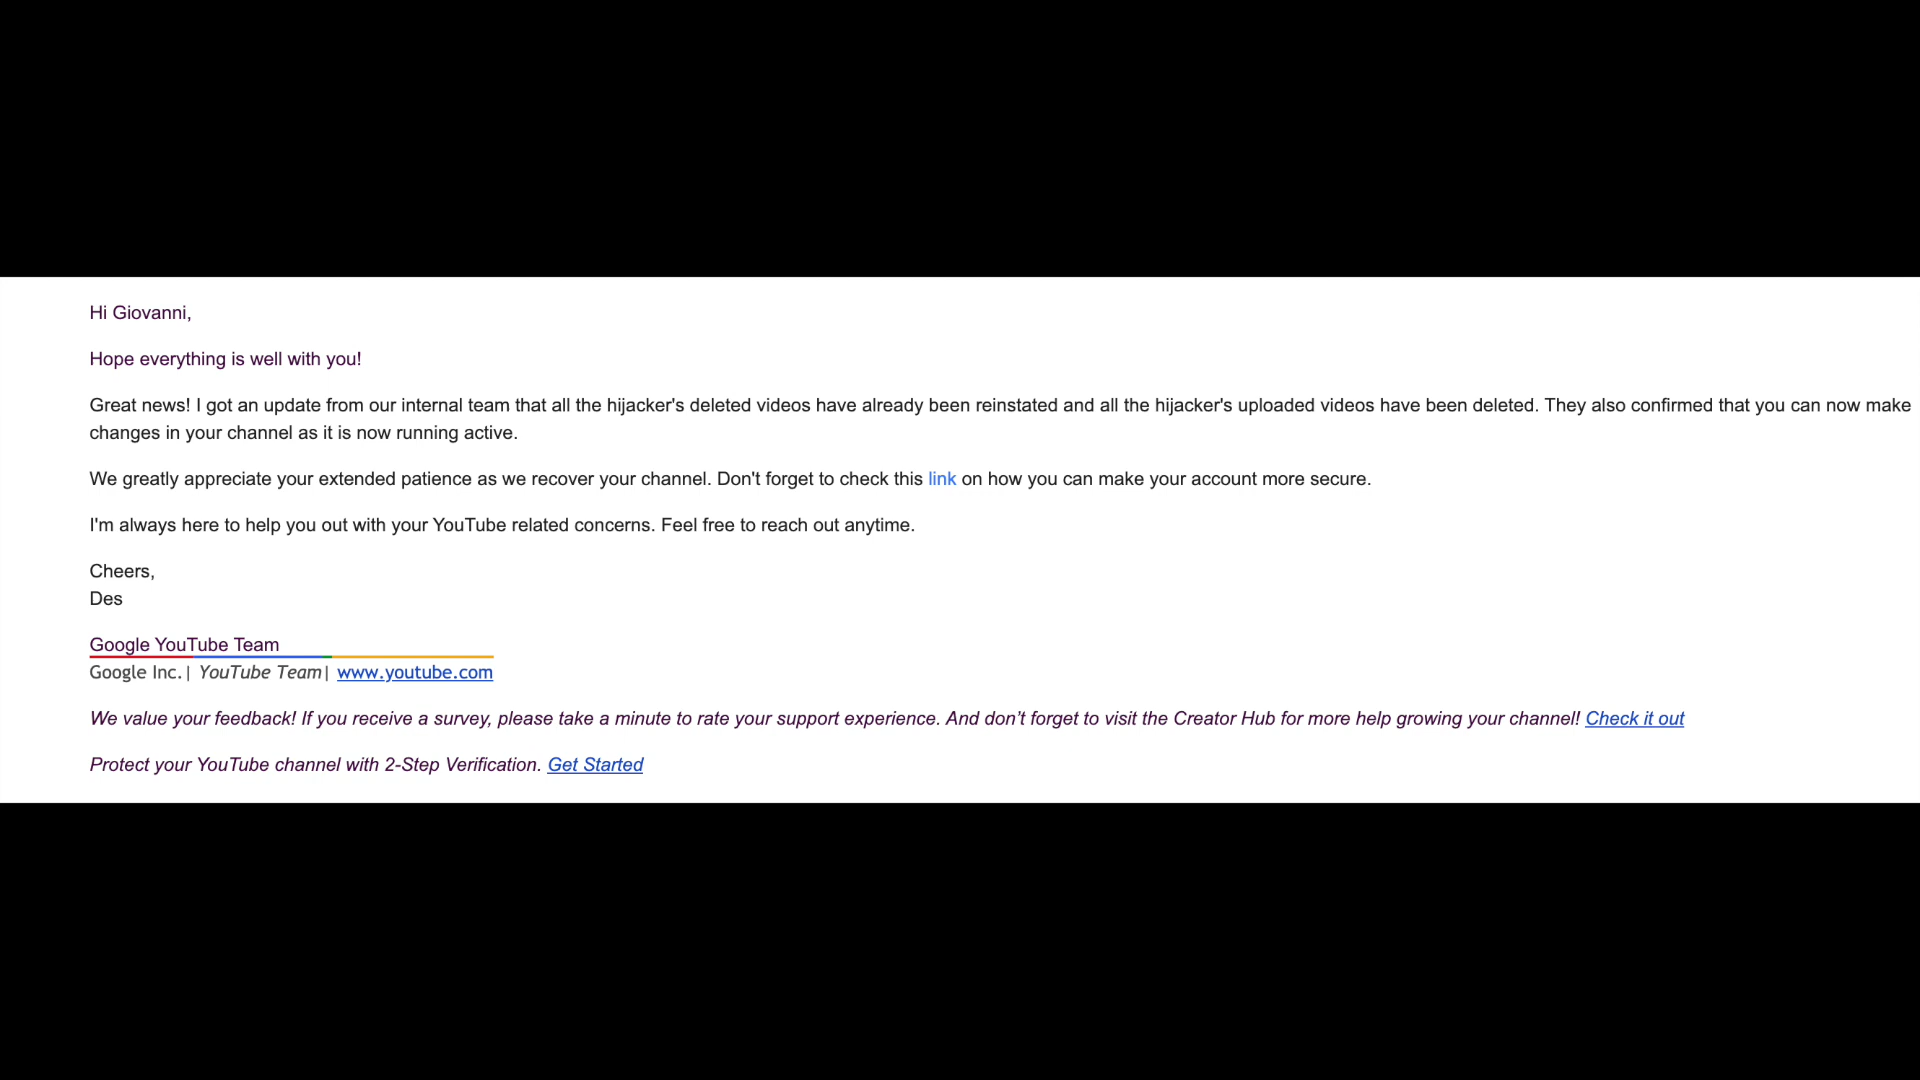 Hi Giovanni,
Hope everything is well with you!
Great news! I got an update from our internal team that all the hijacker's deleted videos have already been reinstated and all the hijacker's uploaded videos have been deleted. They also confirmed that you can now make
changes in your channel as it is now running active.
We greatly appreciate your extended patience as we recover your channel. Don't forget to check this link on how you can make your account more secure.
I'm always here to help you out with your YouTube related concerns. Feel free to reach out anytime.
Cheers,
Des
Google YouTube Team
Google Inc.| YouTube Team| www.youtube.com
We value your feedback! If you receive a survey, please take a minute to rate your support experience. And don’t forget to visit the Creator Hub for more help growing your channel! Check it out
Protect your YouTube channel with 2-Step Verification. Get Started